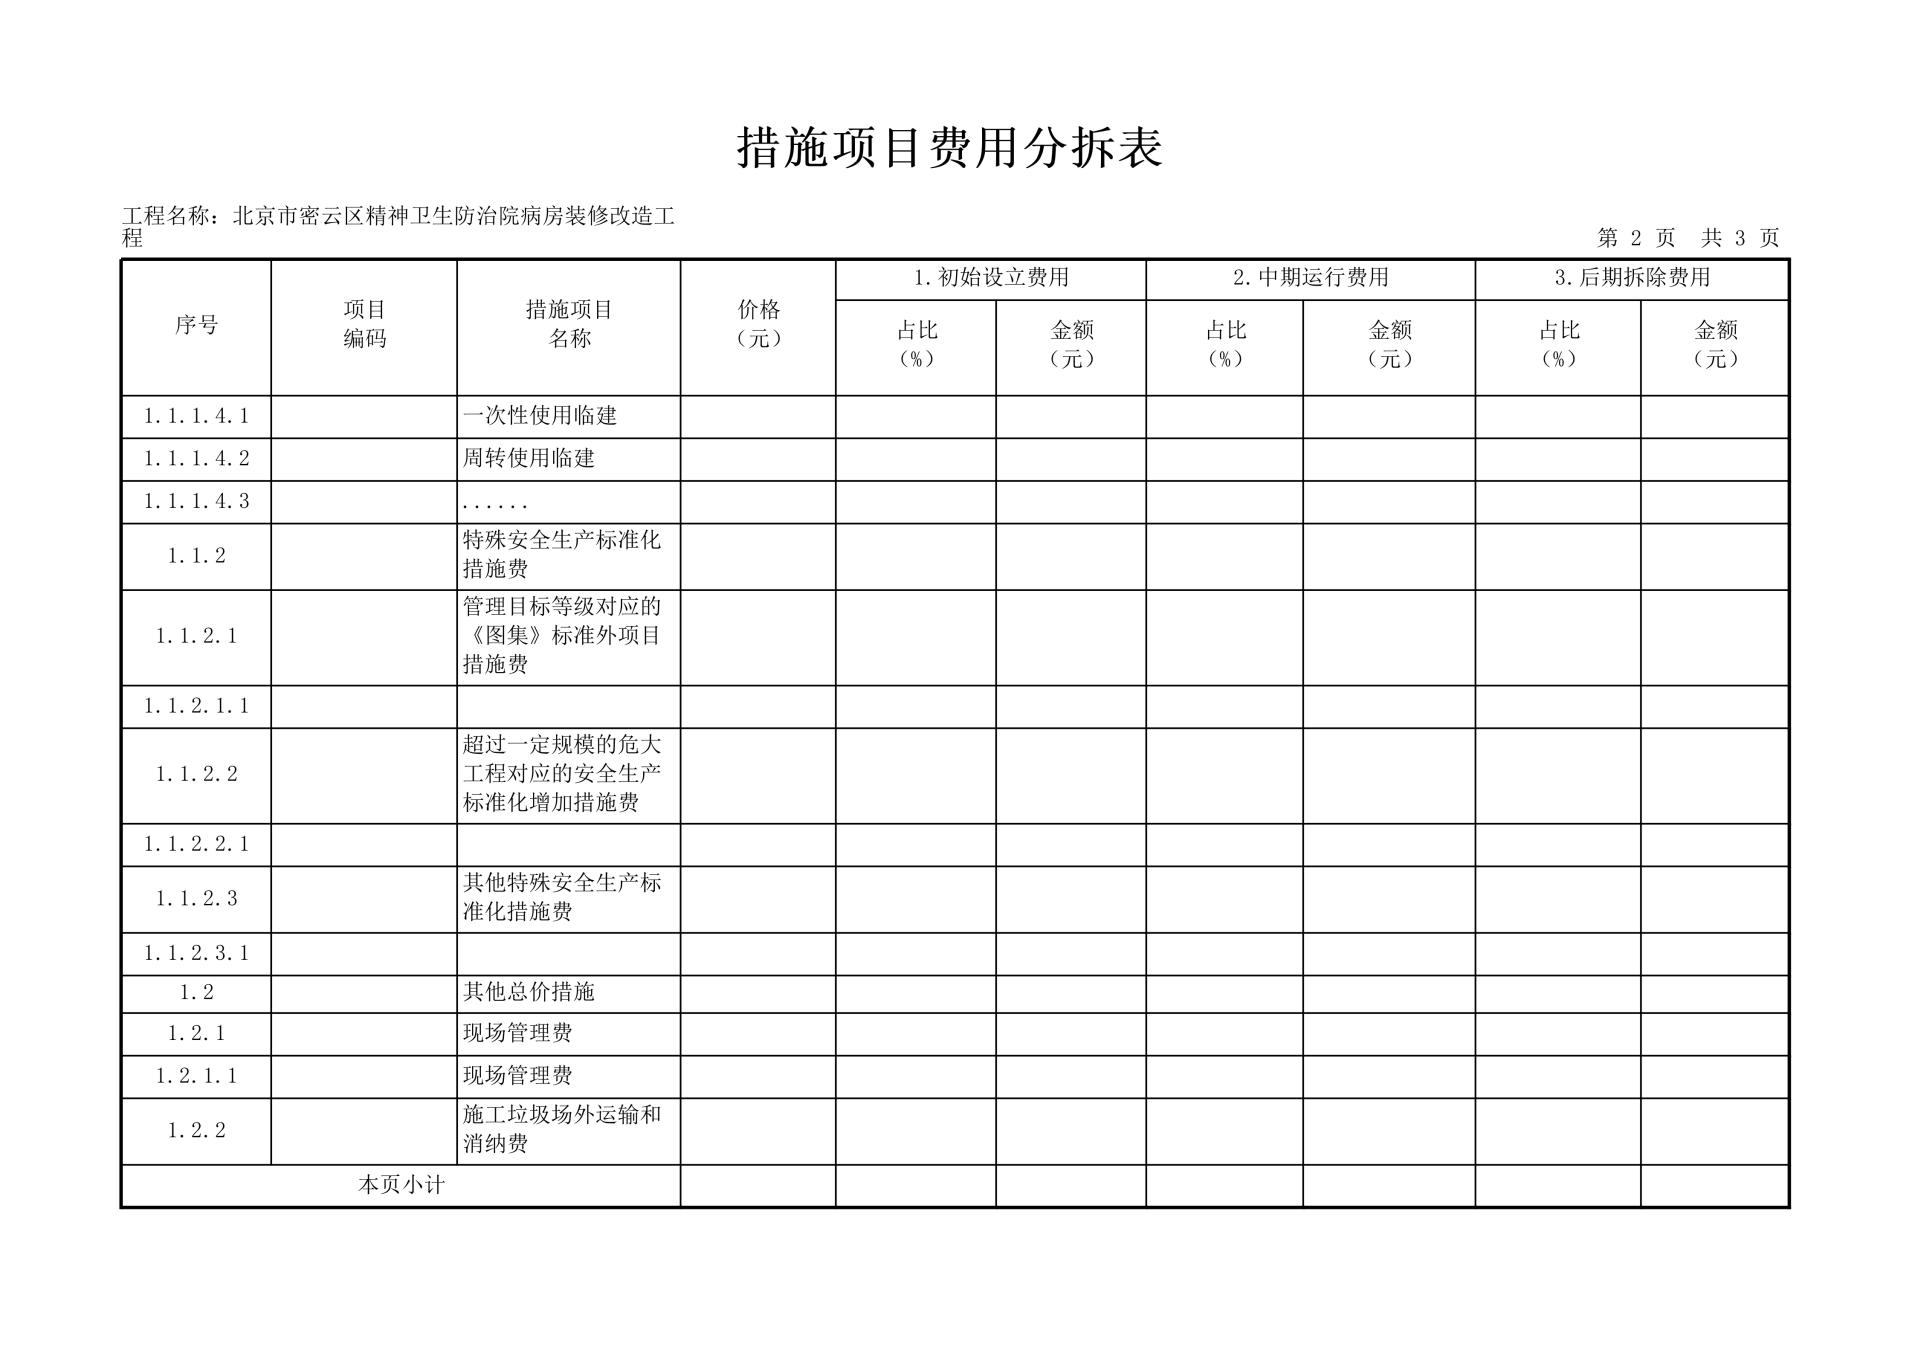 措施项目费用分拆表
工程名称：北京市密云区精神卫生防治院病房装修改造工
程
第 2 页 共 3 页
序号
项目
编码
措施项目
名称
价格
（元）
1.初始设立费用
2.中期运行费用
3.后期拆除费用
占比
（%）
金额
（元）
占比
（%）
金额
（元）
占比
（%）
金额
（元）
1.1.1.4.1 一次性使用临建
1.1.1.4.2 周转使用临建
1.1.1.4.3 ......
1.1.2
特殊安全生产标准化
措施费
1.1.2.1
管理目标等级对应的
《图集》标准外项目
措施费
1.1.2.1.1
1.1.2.2
超过一定规模的危大
工程对应的安全生产
标准化增加措施费
1.1.2.2.1
1.1.2.3
其他特殊安全生产标
准化措施费
1.1.2.3.1
1.2 其他总价措施
1.2.1 现场管理费
1.2.1.1 现场管理费
1.2.2
施工垃圾场外运输和
消纳费
本页小计